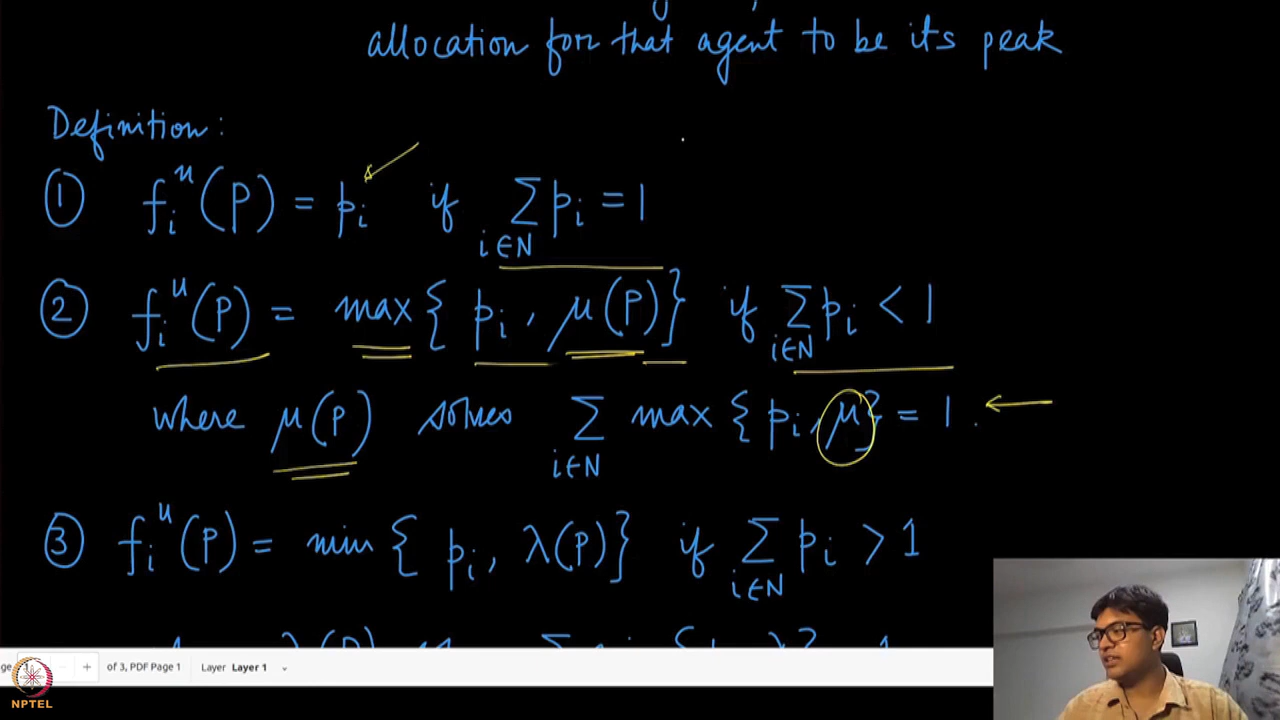 allocation for that agent to be its peak
Definition:
① f_i^u(P) = p_i if ∑_{i∈N} p_i = 1
② f_i^u(P) = max{ p_i, μ(P)} if ∑_{i∈N} p_i < 1
where μ(P) solves ∑_{i∈N} max{ p_i, μ} = 1.
③ f_i^u(P) = min{ p_i, λ(P)} if ∑_{i∈N} p_i > 1
ge 1 of 3, PDF Page 1 Layer Layer 1
NPTEL